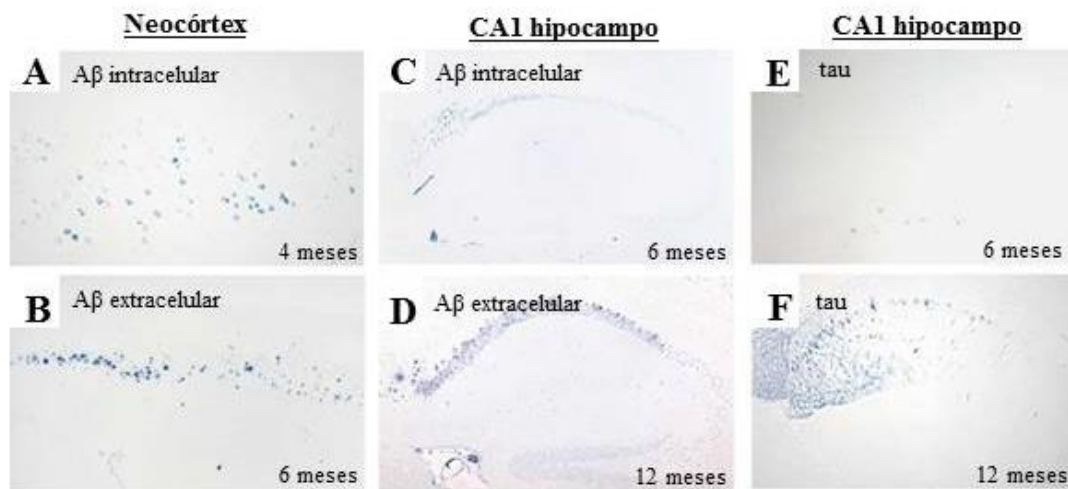 Neocórtex
CA1 hipocampo
CA1 hipocampo
A
Aβ intracelular
4 meses
C
Aβ intracelular
6 meses
E
tau
6 meses
B
Aβ extracelular
6 meses
D
Aβ extracelular
12 meses
F
tau
12 meses